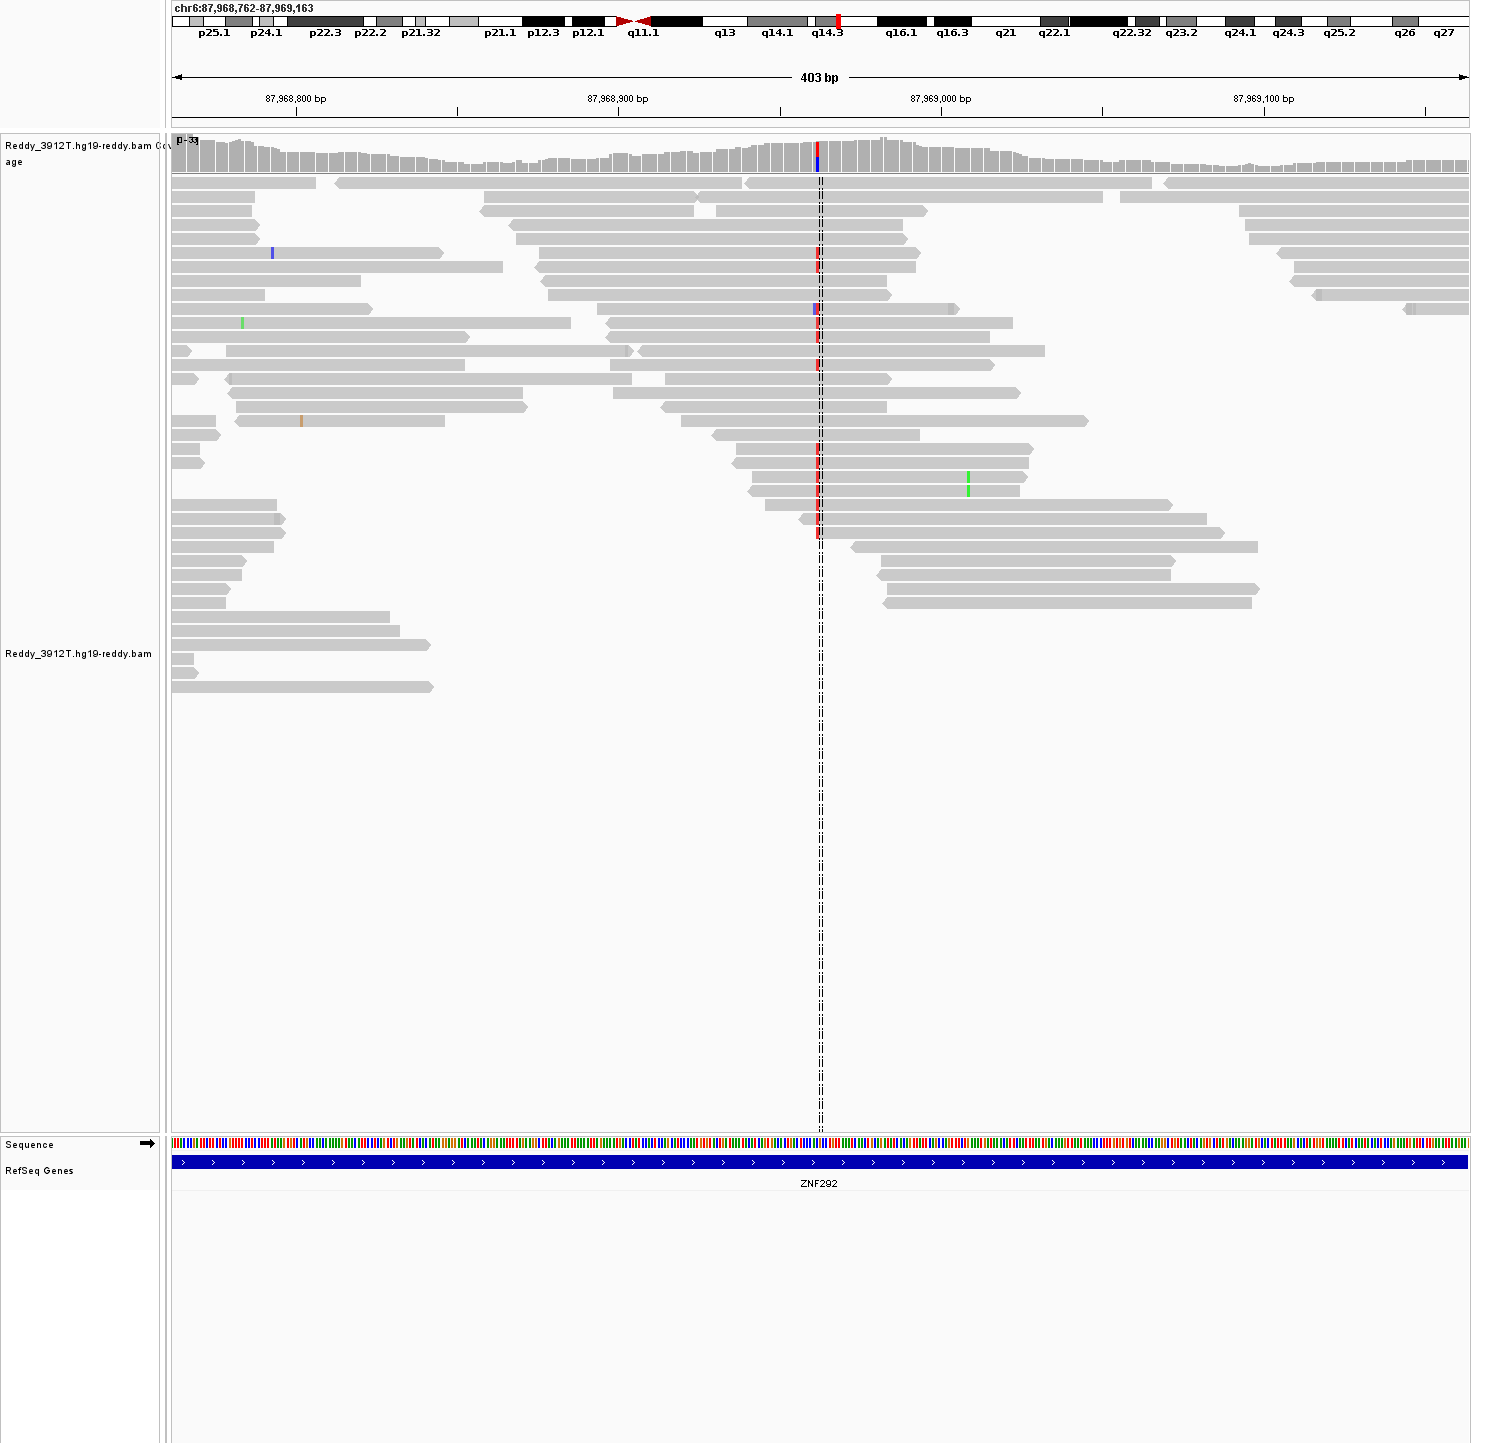 chr6:87,968,762-87,969,163
p25.1 p24.1 p22.3 p22.2 p21.32 p21.1 p12.3 p12.1 q11.1 q13 q14.1 q14.3 q16.1 q16.3 q21 q22.1 q22.32 q23.2 q24.1 q24.3 q25.2 q26 q27
403 bp
87,968,800 bp 87,968,900 bp 87,969,000 bp 87,969,100 bp
Reddy_3912T.hg19-reddy.bam Cov
age
Reddy_3912T.hg19-reddy.bam
Sequence
RefSeq Genes
ZNF292